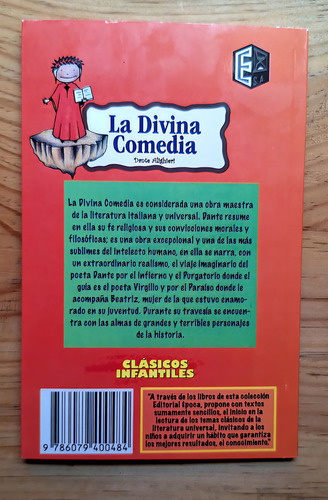 E
S.A.
La Divina
Comedia
Dante Alighieri
La Divina Comedia es considerada una obra maestra
de la literatura italiana y universal. Dante resume
en ella su fe religiosa y sus convicciones morales y
filosóficas; es una obra excepcional y una de las más
sublimes del intelecto humano, en ella se narra, con
un extraordinario realismo, el viaje imaginario del
poeta Dante por el infierno y el Purgatorio donde el
guía es el poeta Virgilio y por el Paraíso donde le
acompaña Beatriz, mujer de la que estuvo enamo-
rado en su juventud. Durante su travesía se encuen-
tra con las almas de grandes y terribles personajes
de la historia.
CLÁSICOS
INFANTILES
"A través de los libros de esta colección
Editorial Epoca, propone con textos
sumamente sencillos, el inicio en la
lectura de los temas clásicos de la
literatura universal, invitando a los
niños a adquirir un hábito que garantiza
los mejores resultados, el conocimiento."
9 786079 400484